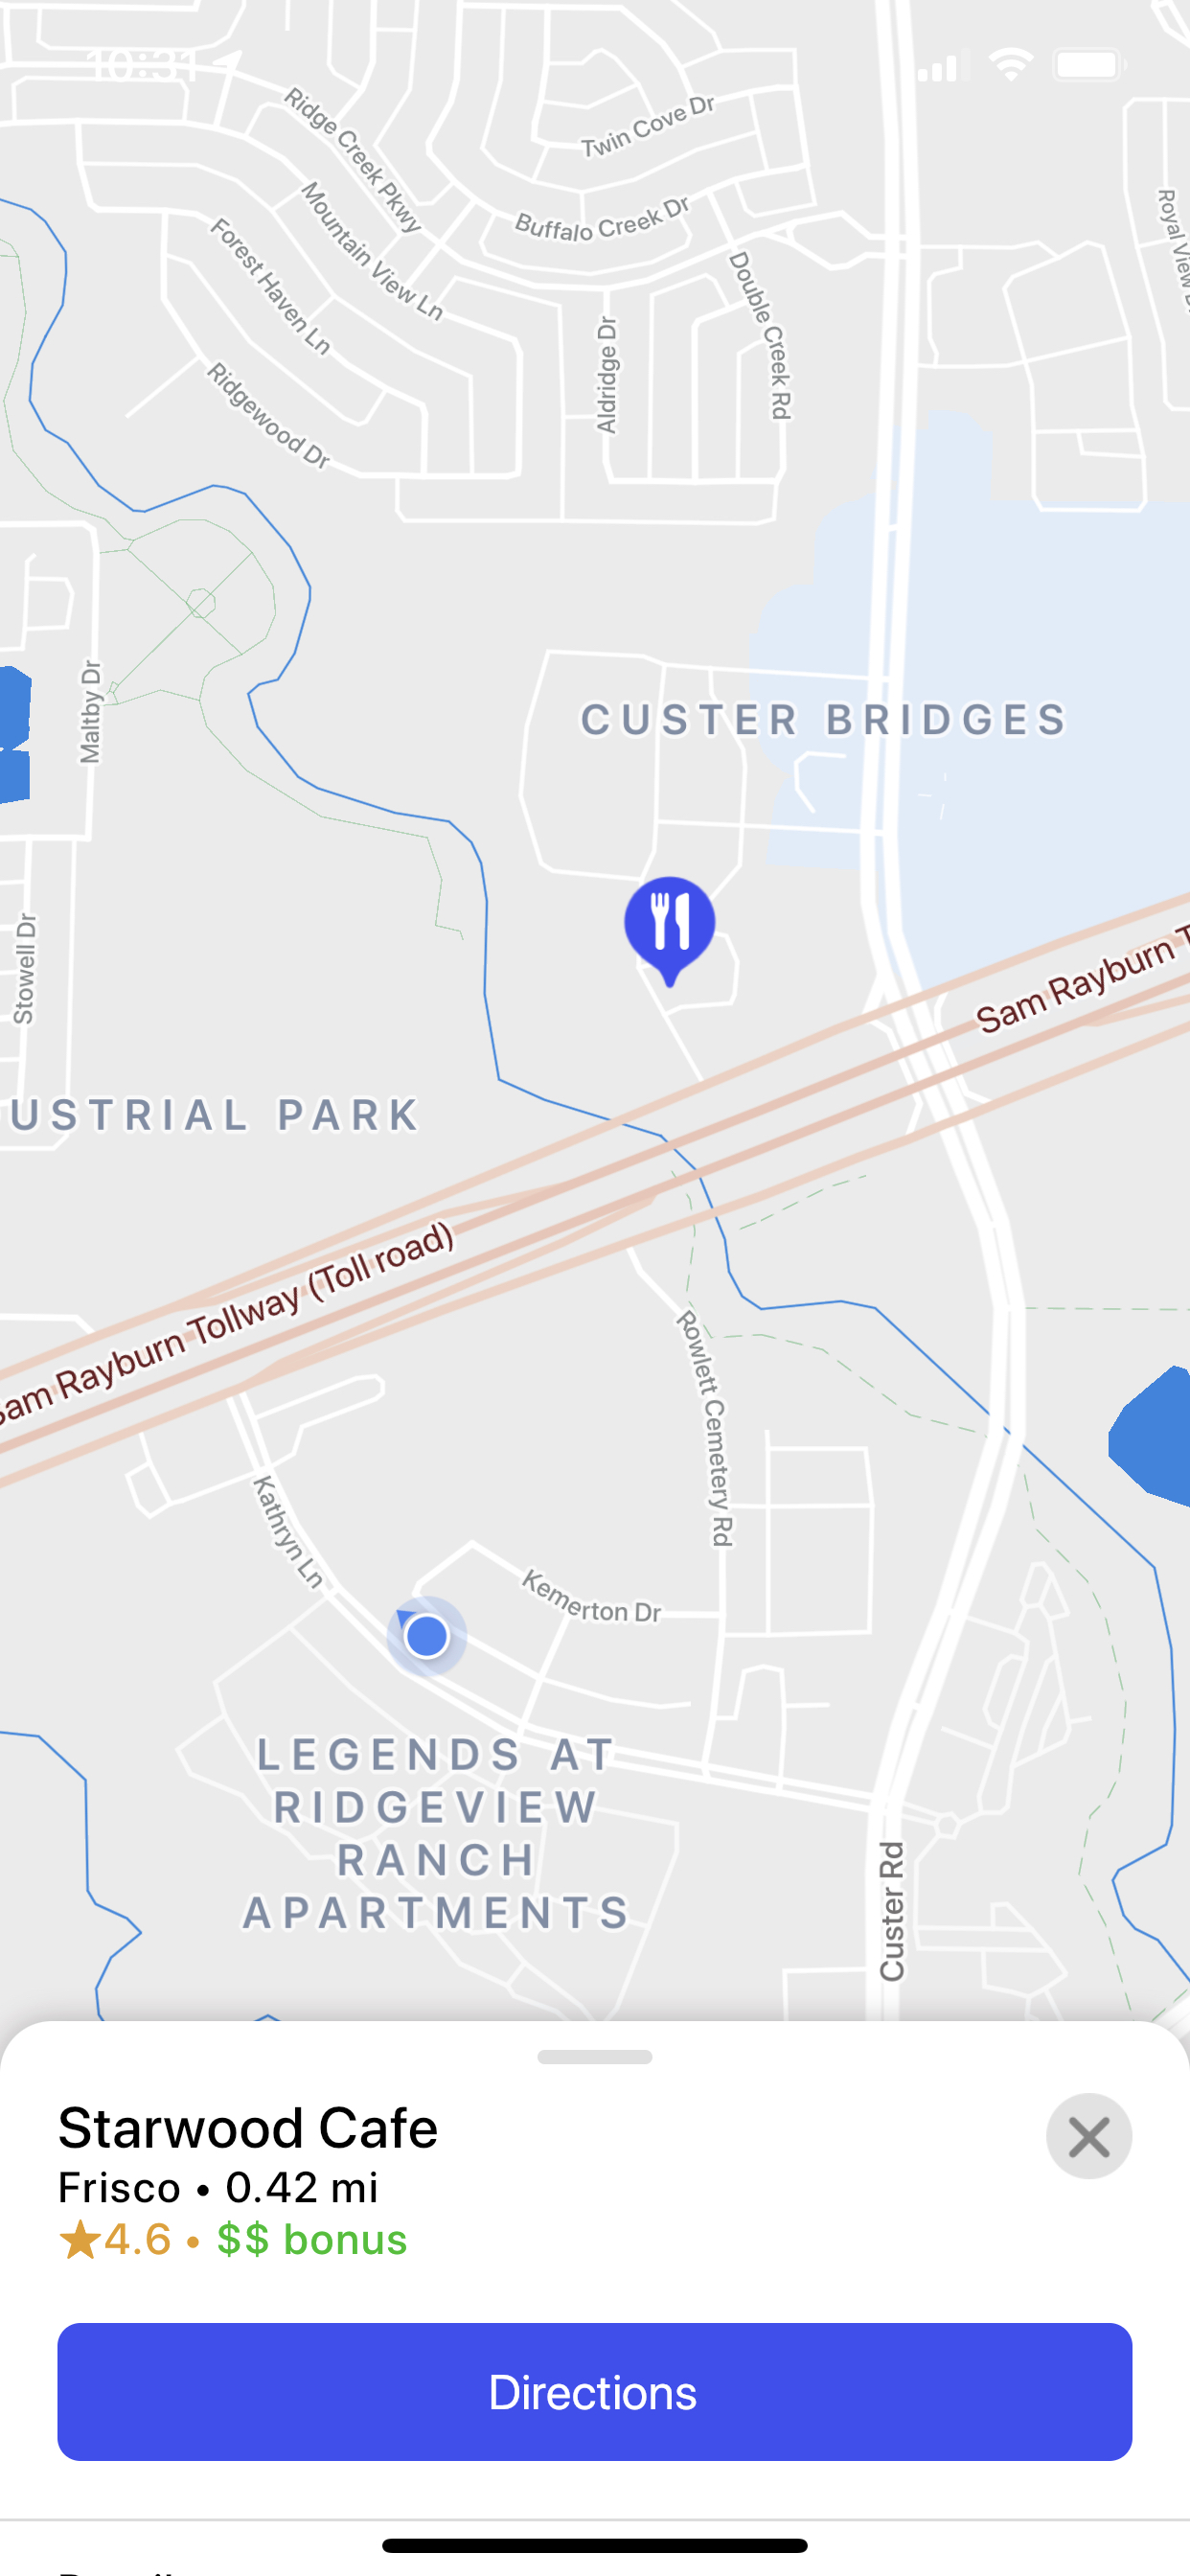 10:31
Ridge Creek Pkwy
Twin Cove Dr
Mountain View Ln
Buffalo Creek Dr
Royal View
Forest Haven Ln
Double Creek Rd
Aldridge Dr
Ridgewood Dr
Maltby Dr
CUSTER BRIDGES
Stowell Dr
Sam Rayburn T
USTRIAL PARK
Sam Rayburn Tollway (Toll road)
Rowlett Cemetery Rd
Kathryn Ln
Kemerton Dr
LEGENDS AT
RIDGEVIEW
RANCH
APARTMENTS
Custer Rd
Starwood Cafe
Frisco • 0.42 mi
★4.6 • $$ bonus
Directions